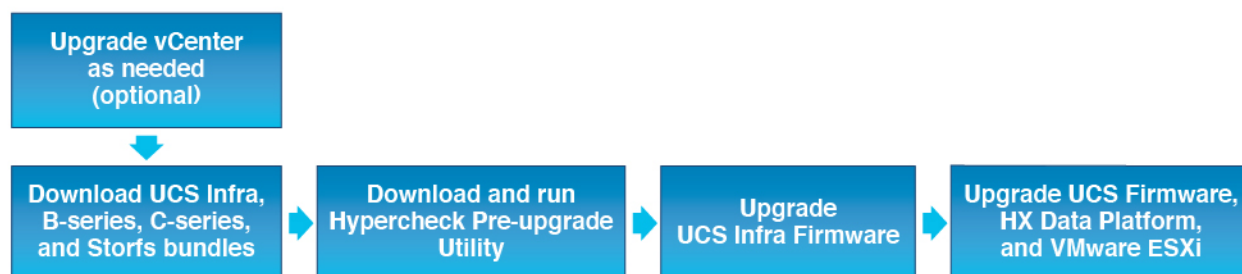 Upgrade vCenter
as needed
(optional)
Download UCS Infra,
B-series, C-series,
and Storfs bundles
Download and run
Hypercheck Pre-upgrade
Utility
Upgrade
UCS Infra Firmware
Upgrade UCS Firmware,
HX Data Platform,
and VMware ESXi